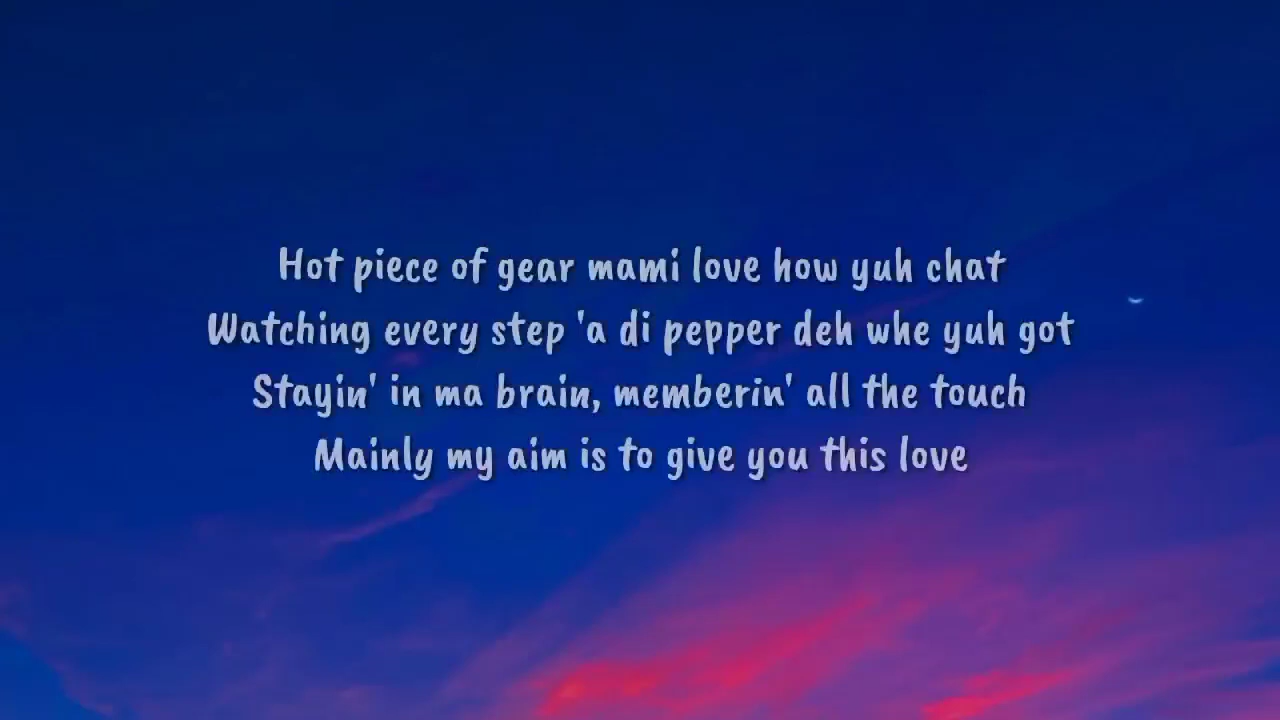 Hot piece of gear mami love how yuh chat
Watching every step 'a di pepper deh whe yuh got
Stayin' in ma brain, memberin' all the touch
Mainly my aim is to give you this love